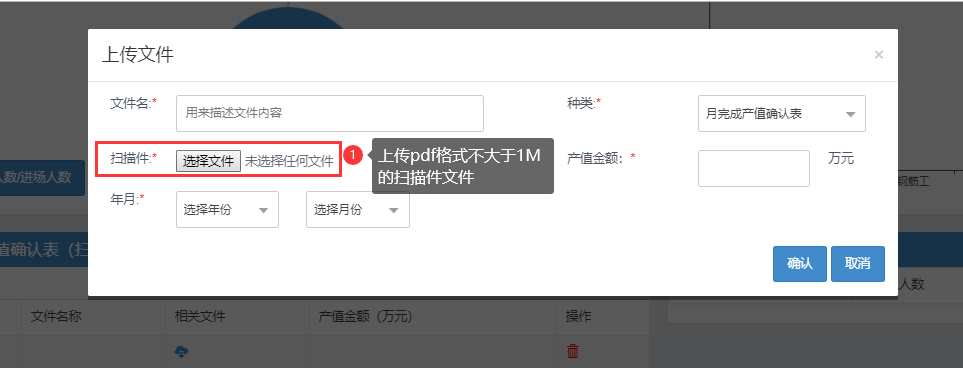 上传文件
×
文件名:*
用来描述文件内容
种类:*
月完成产值确认表
扫描件:*
选择文件 未选择任何文件
1
上传pdf格式不大于1M
的扫描件文件
产值金额：*
万元
人数/进场人数
钢筋工
年月:*
选择年份
选择月份
值确认表（扫
确认
取消
人数
文件名称
相关文件
产值金额（万元）
操作